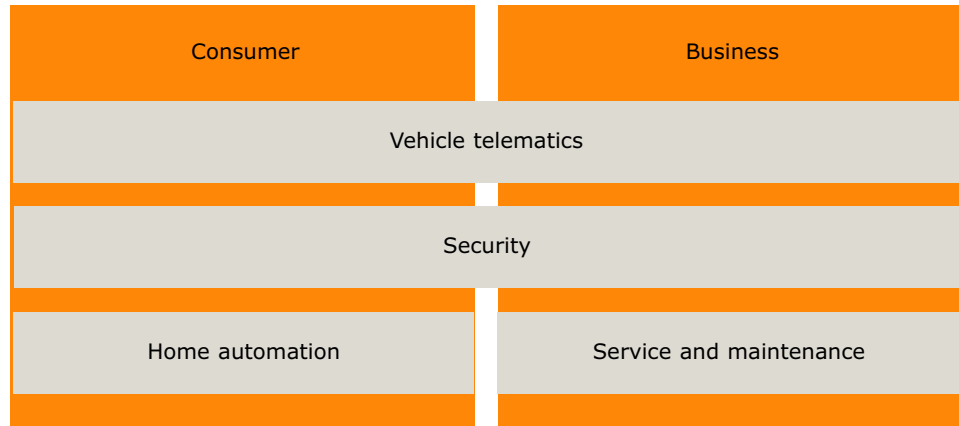 Consumer
Business
Vehicle telematics
Security
Home automation
Service and maintenance